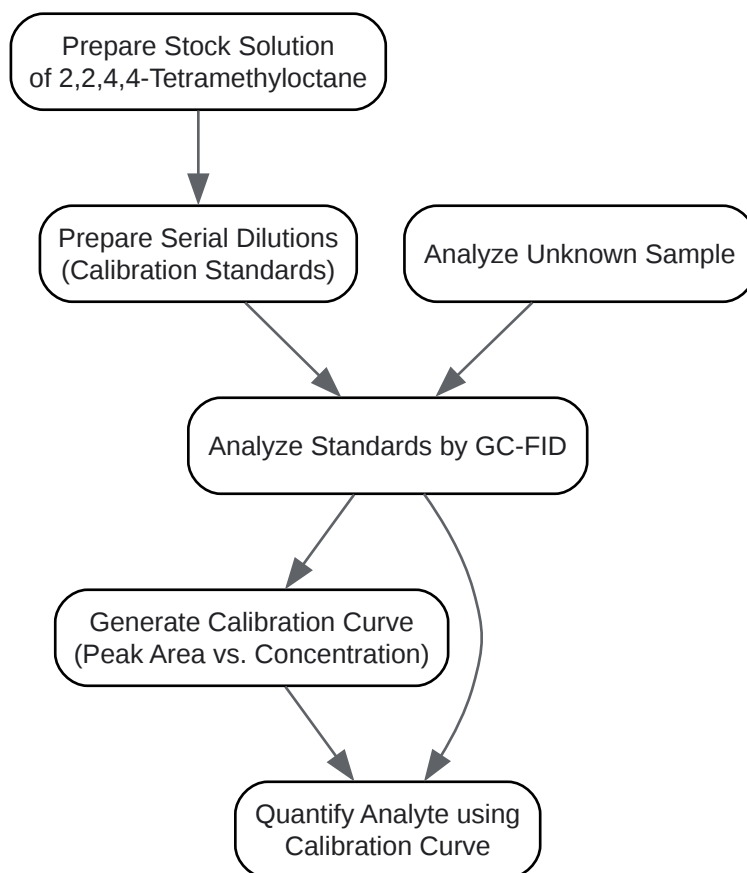 Prepare Stock Solution
of 2,2,4,4-Tetramethyloctane
Prepare Serial Dilutions
(Calibration Standards)
Analyze Unknown Sample
Analyze Standards by GC-FID
Generate Calibration Curve
(Peak Area vs. Concentration)
Quantify Analyte using
Calibration Curve